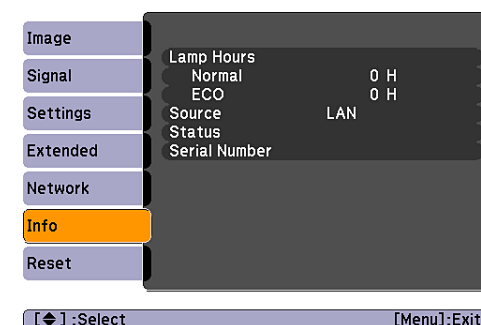 Image
Signal
Settings
Extended
Network
Info
Reset
Lamp Hours
Normal 0 H
ECO 0 H
Source LAN
Status
Serial Number
[◆] :Select [Menu]:Exit